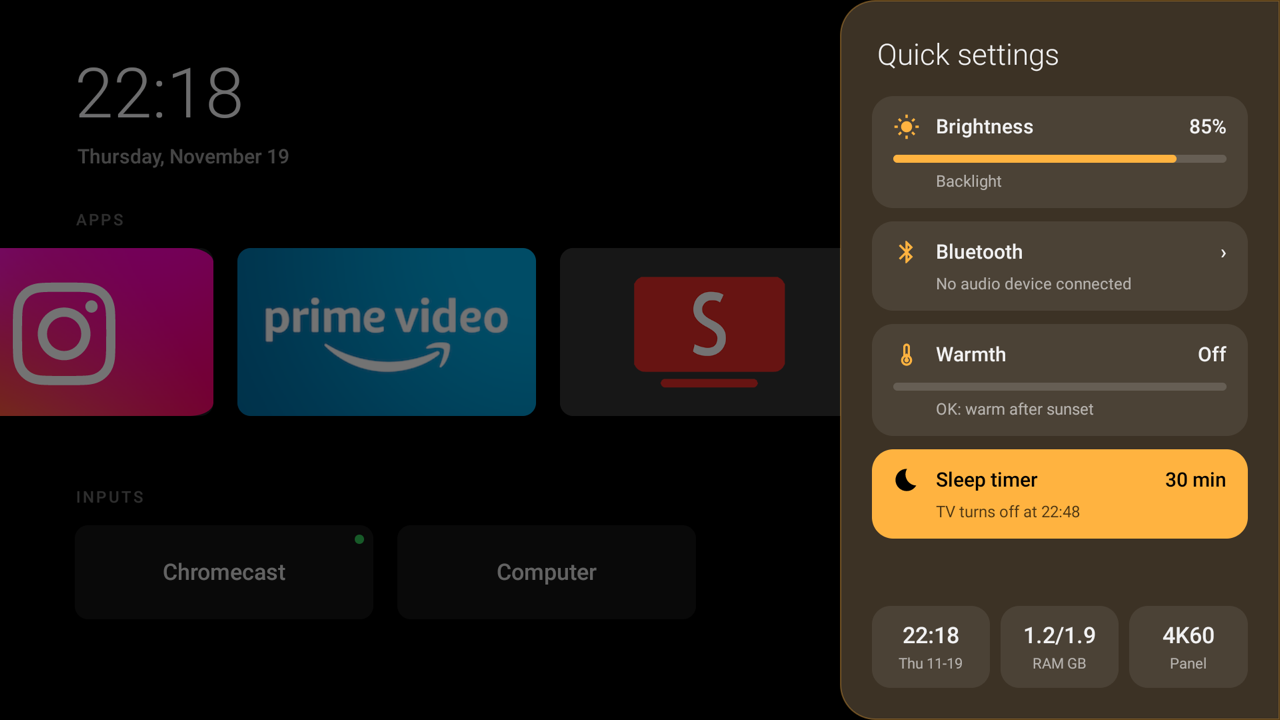 22:18
Thursday, November 19
APPS
prime video
S
INPUTS
Chromecast
Computer
Quick settings
Brightness 85%
Backlight
Bluetooth ›
No audio device connected
Warmth Off
OK: warm after sunset
Sleep timer 30 min
TV turns off at 22:48
22:18 1.2/1.9 4K60
Thu 11-19 RAM GB Panel